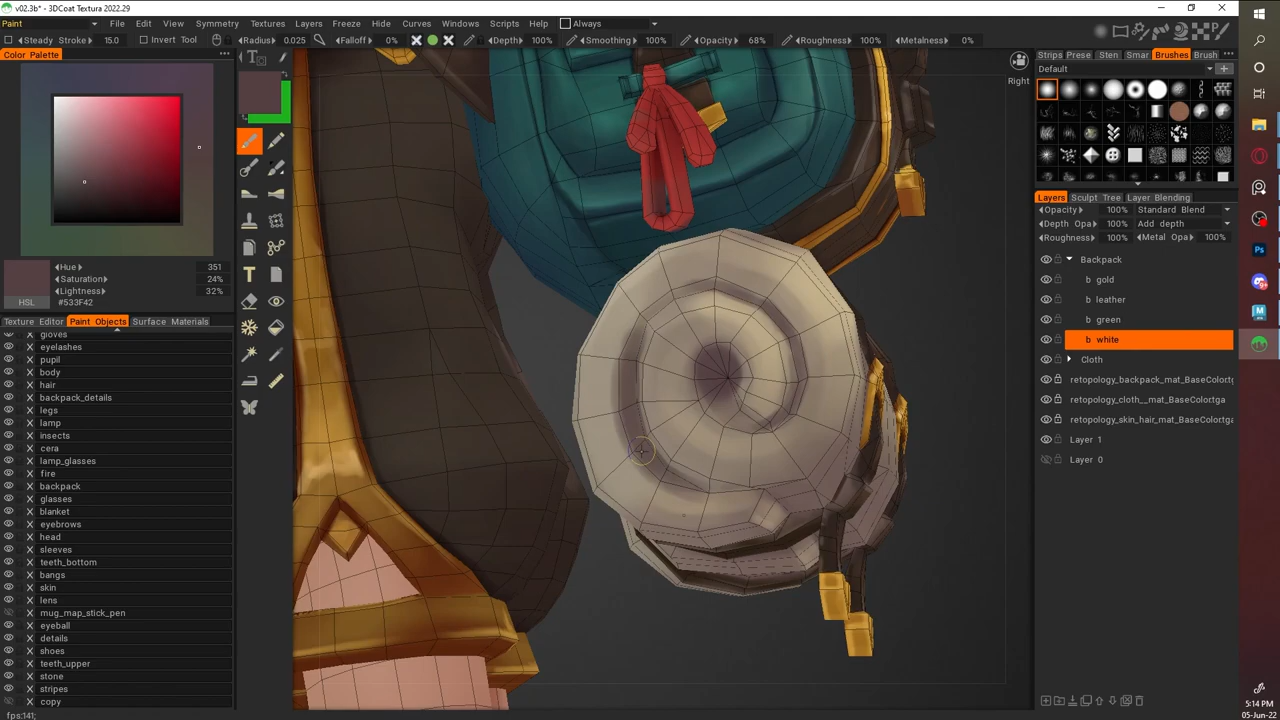 v02.3b* - 3DCoat Textura 2022.29
Paint File Edit View Symmetry Textures Layers Freeze Hide Curves Windows Scripts Help Always
Steady Stroke 15.0 Invert Tool Radius 0.025 Falloff 0% Depth 100% Smoothing 100% Opacity 68% Roughness 100% Metalness 0%
Color Palette
Hue 351
Saturation 24%
Lightness 32%
HSL #533F42
Texture Editor Paint Objects Surface Materials
gloves
eyelashes
pupil
body
hair
backpack_details
legs
lamp
insects
cera
lamp_glasses
fire
backpack
glasses
blanket
eyebrows
head
sleeves
teeth_bottom
bangs
skin
lens
mug_map_stick_pen
eyeball
details
shoes
teeth_upper
stone
stripes
copy
fps:141;
Right
Strips Prese Sten Smar Brushes Brush
Default
Layers Sculpt Tree Layer Blending
Opacity 100% Standard Blend
Depth Opa 100% Add depth
Roughness 100% Metal Opa 100%
Backpack
b gold
b leather
b green
b white
Cloth
retopology_backpack_mat_BaseColortg
retopology_cloth__mat_BaseColortga
retopology_skin_hair_mat_BaseColortga
Layer 1
Layer 0
5:14 PM
05-Jun-22